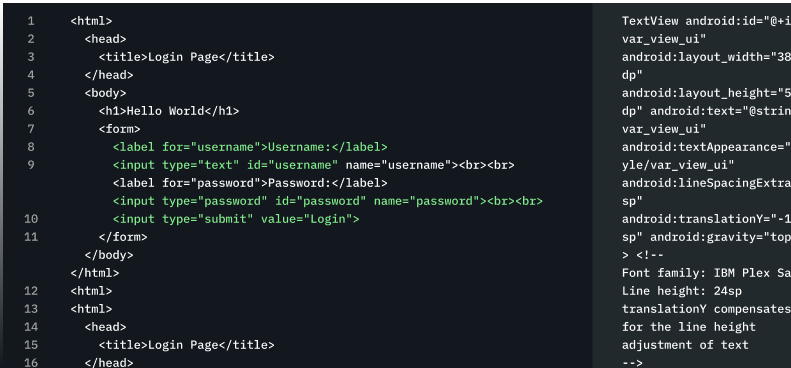 1 <html>
2 <head>
3 <title>Login Page</title>
4 </head>
5 <body>
6 <h1>Hello World</h1>
7 <form>
8 <label for="username">Username:</label>
9 <input type="text" id="username" name="username"><br><br>
<label for="password">Password:</label>
<input type="password" id="password" name="password"><br><br>
10 <input type="submit" value="Login">
11 </form>
</body>
</html>
12 <html>
13 <html>
14 <head>
15 <title>Login Page</title>
16 </head>
TextView android:id="@+i
var_view_ui"
android:layout_width="38
dp"
android:layout_height="5
dp" android:text="@strin
var_view_ui"
android:textAppearance="
yle/var_view_ui"
android:lineSpacingExtra
sp"
android:translationY="-1
sp" android:gravity="top
> <!--
Font family: IBM Plex Sa
Line height: 24sp
translationY compensates
for the line height
adjustment of text
-->